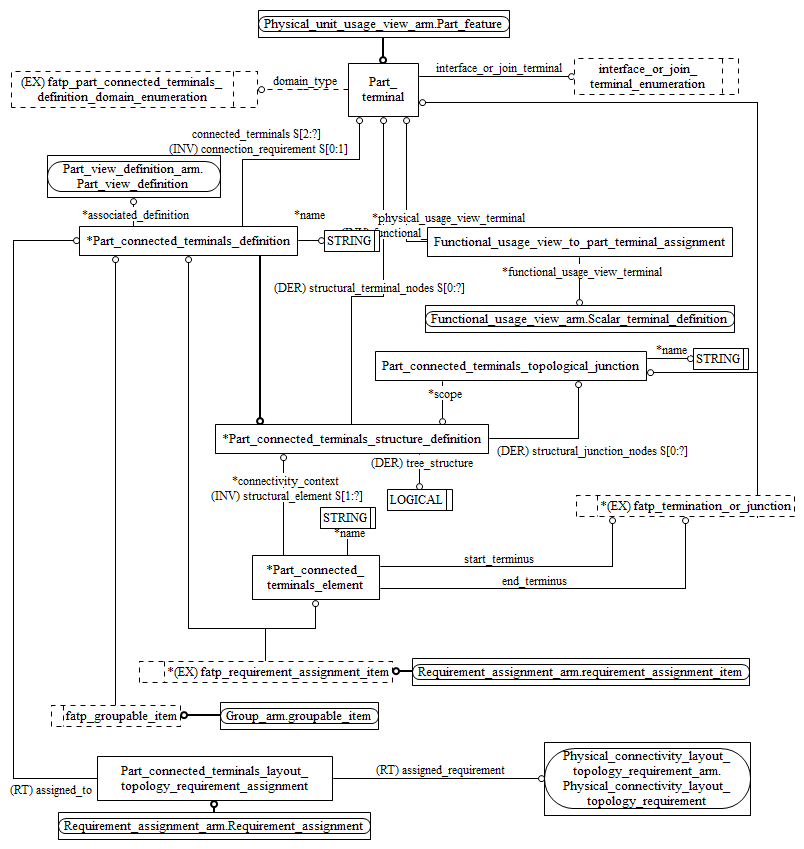 Physical_unit_usage_view_arm.Part_feature
(EX) fatp_part_connected_terminals_
definition_domain_enumeration
domain_type
Part_
terminal
interface_or_join_terminal
interface_or_join_
terminal_enumeration
connected_terminals S[2:?]
(INV) connection_requirement S[0:1]
Part_view_definition_arm.
Part_view_definition
*associated_definition
*name
*physical_usage_view_terminal
functional_
*Part_connected_terminals_definition
STRING
Functional_usage_view_to_part_terminal_assignment
*functional_usage_view_terminal
(DER) structural_terminal_nodes S[0:?]
Functional_usage_view_arm.Scalar_terminal_definition
Part_connected_terminals_topological_junction
*name
STRING
*scope
*Part_connected_terminals_structure_definition
(DER) structural_junction_nodes S[0:?]
(DER) tree_structure
*connectivity_context
(INV) structural_element S[1:?]
LOGICAL
STRING
*name
*(EX) fatp_termination_or_junction
*Part_connected_
terminals_element
start_terminus
end_terminus
*(EX) fatp_requirement_assignment_item
Requirement_assignment_arm.requirement_assignment_item
fatp_groupable_item
Group_arm.groupable_item
(RT) assigned_to
Part_connected_terminals_layout_
topology_requirement_assignment
(RT) assigned_requirement
Physical_connectivity_layout_
topology_requirement_arm.
Physical_connectivity_layout_
topology_requirement
Requirement_assignment_arm.Requirement_assignment